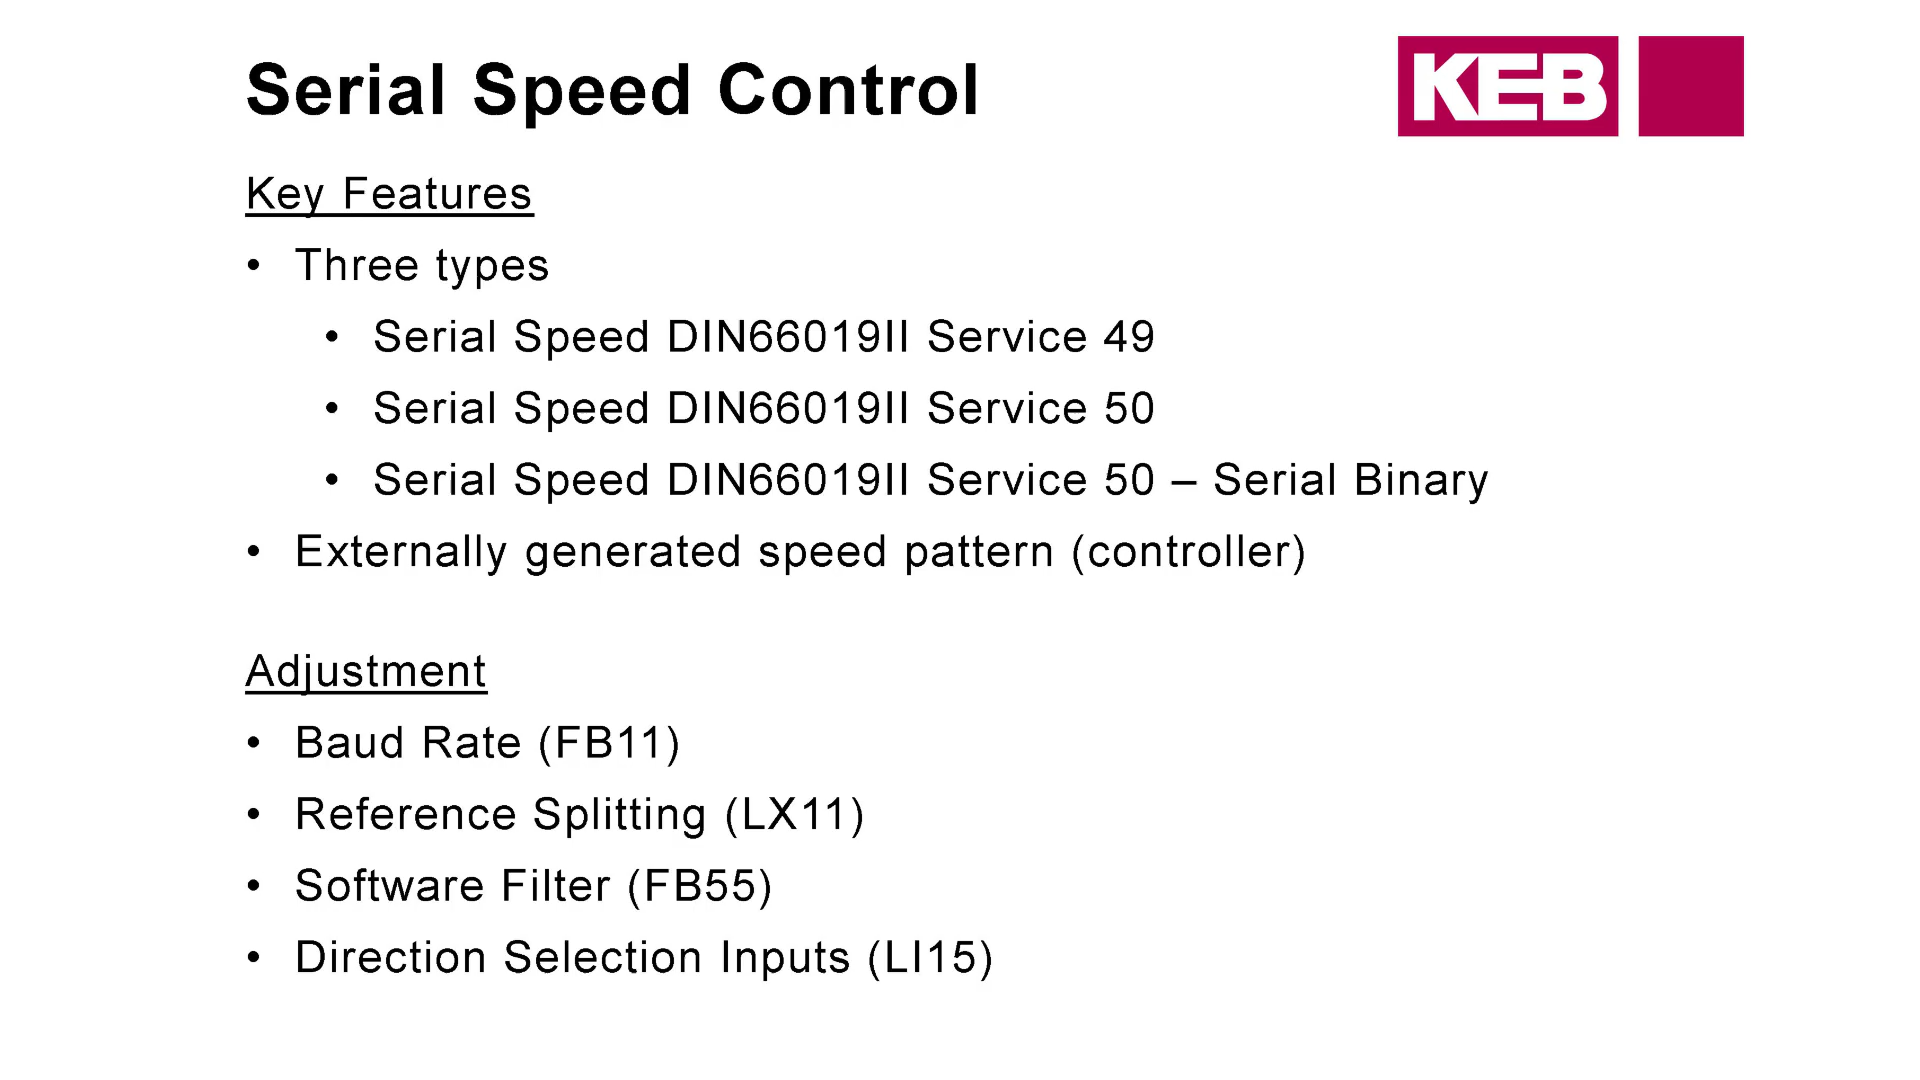 Serial Speed Control
KEB
Key Features
• Three types
• Serial Speed DIN66019II Service 49
• Serial Speed DIN66019II Service 50
• Serial Speed DIN66019II Service 50 – Serial Binary
• Externally generated speed pattern (controller)
Adjustment
• Baud Rate (FB11)
• Reference Splitting (LX11)
• Software Filter (FB55)
• Direction Selection Inputs (LI15)